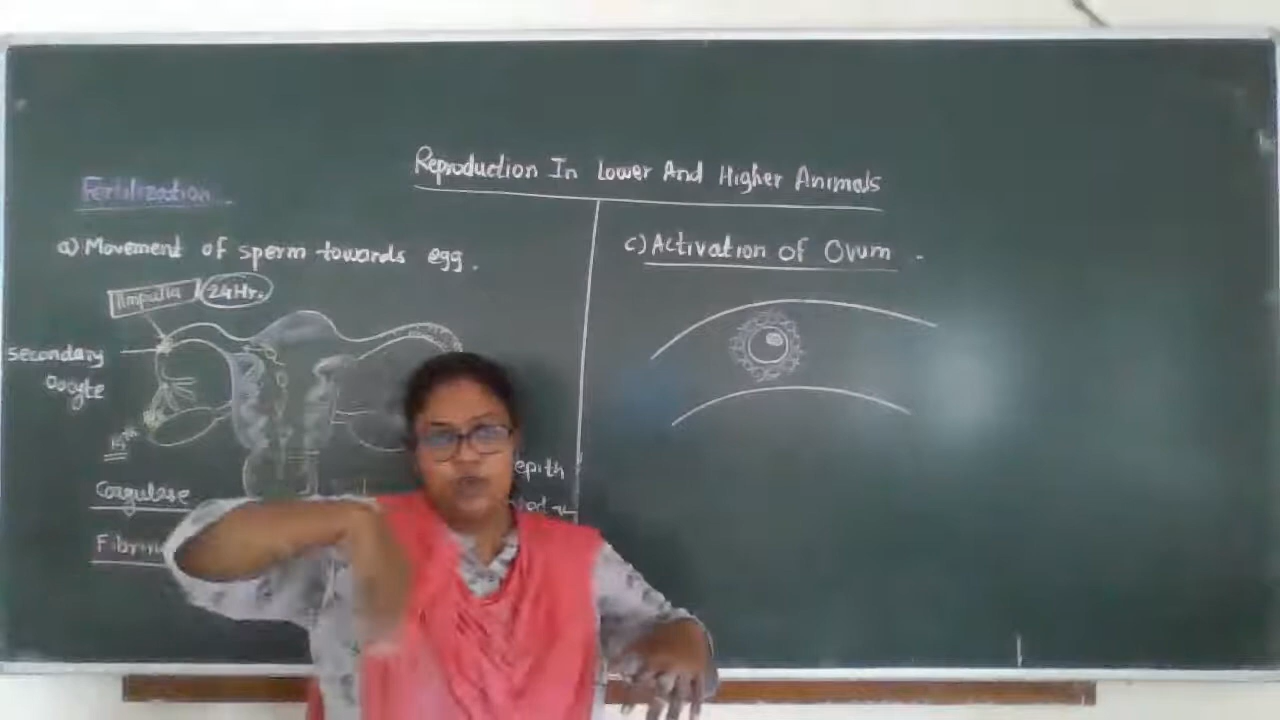 Reproduction In Lower And Higher Animals
Fertilization
a) Movement of sperm towards egg.
24Hr.
Secondary
Oocyte
Coagulase
epith
c) Activation of Ovum